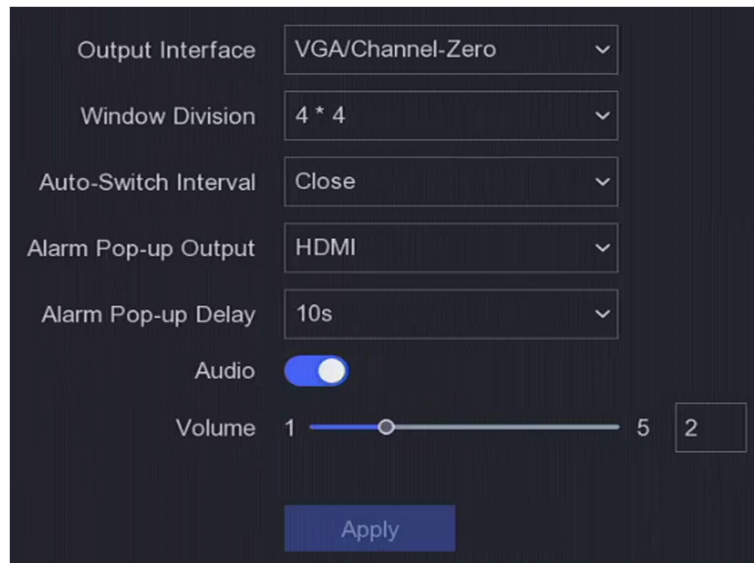 Output Interface VGA/Channel-Zero
Window Division 4 * 4
Auto-Switch Interval Close
Alarm Pop-up Output HDMI
Alarm Pop-up Delay 10s
Audio
Volume 1 5 2
Apply